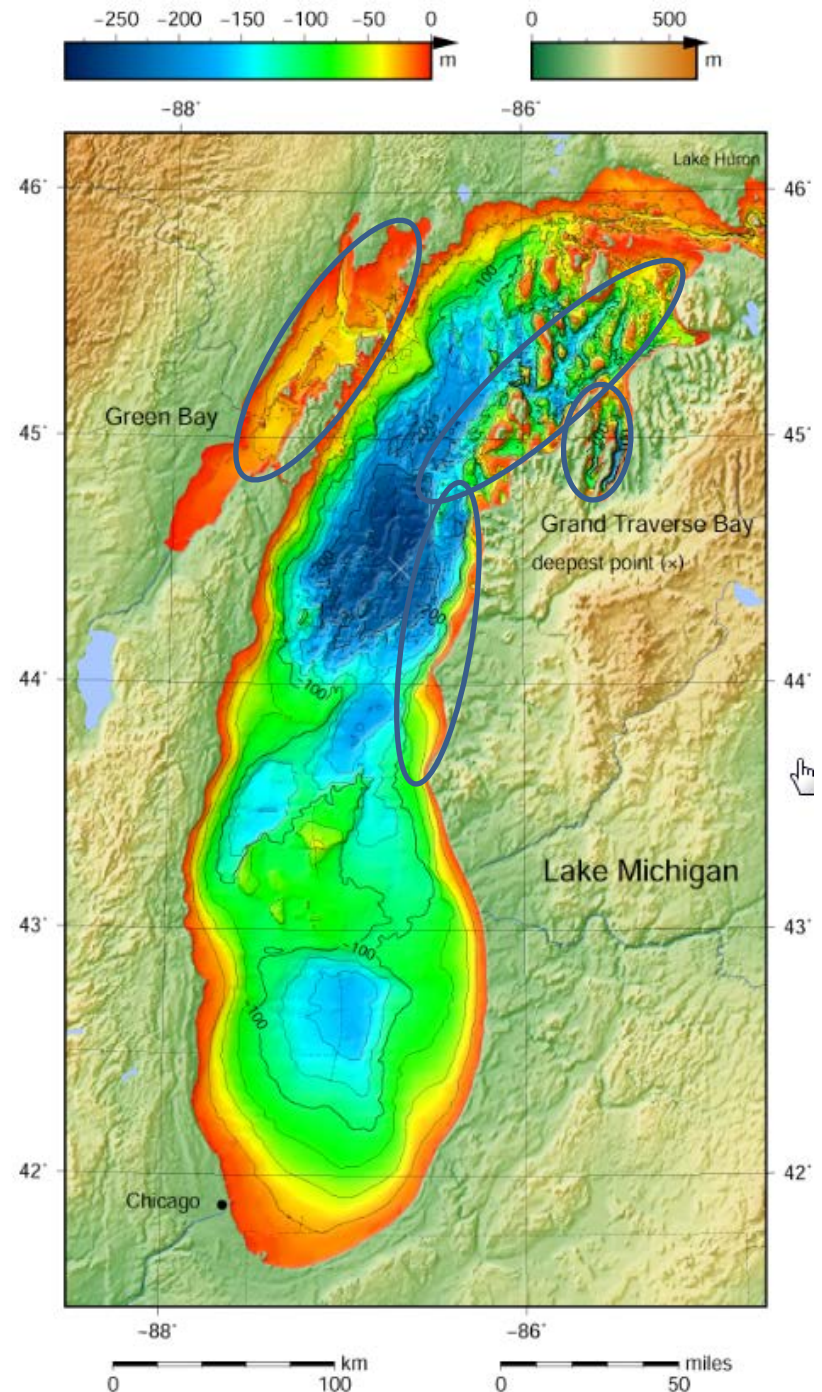 −250 −200 −150 −100 −50 0
m
0 500
m
−88˚ −86˚
Lake Huron
46˚ 46˚
100
Green Bay
45˚ 45˚
Grand Traverse Bay
deepest point (×)
−200
44˚ 44˚
−100
Lake Michigan
43˚ 43˚
−100
−100
42˚ 42˚
Chicago
−88˚ −86˚
km
0 100
miles
0 50